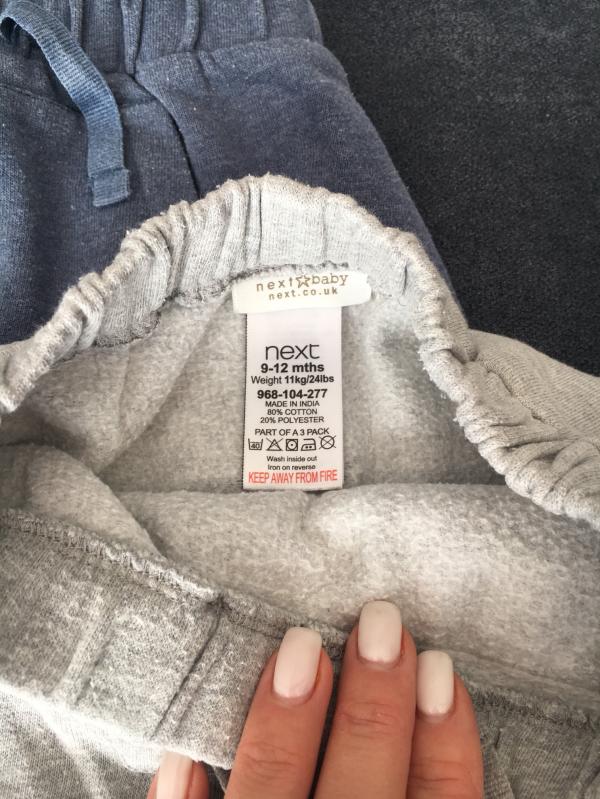 next☆baby
next.co.uk
next
9-12 mths
Weight 11kg/24lbs
968-104-277
MADE IN INDIA
80% COTTON
20% POLYESTER
PART OF A 3 PACK
40
Wash inside out
Iron on reverse
KEEP AWAY FROM FIRE